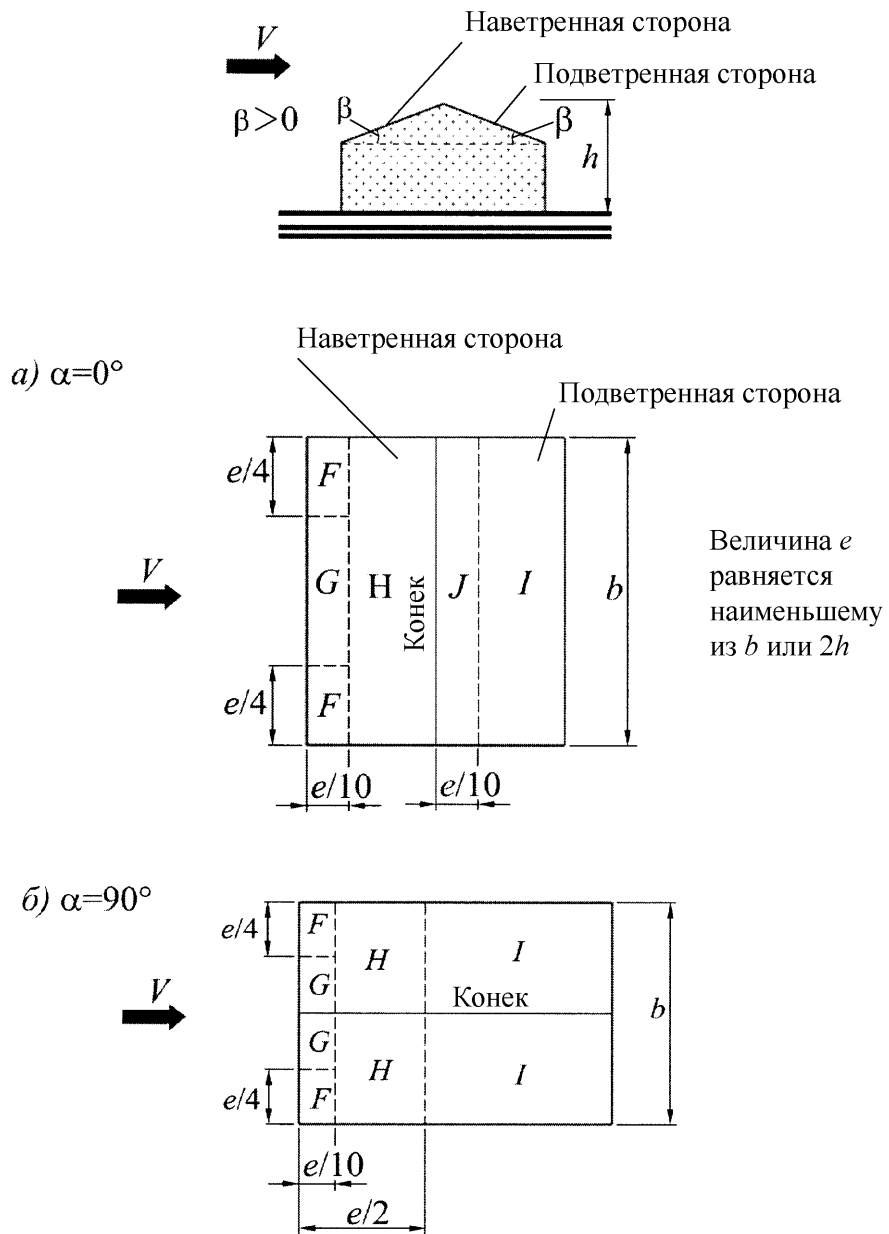 Наветренная сторона
V
Подветренная сторона
β>0
β
β
h
Наветренная сторона
а) α=0°
Подветренная сторона
e/4
F
V
G
H
Конек
J
I
b
Величина e
равняется
наименьшему
из b или 2h
e/4
F
e/10
e/10
б) α=90°
e/4
F
H
I
V
G
Конек
b
G
H
I
e/4
F
e/10
e/2